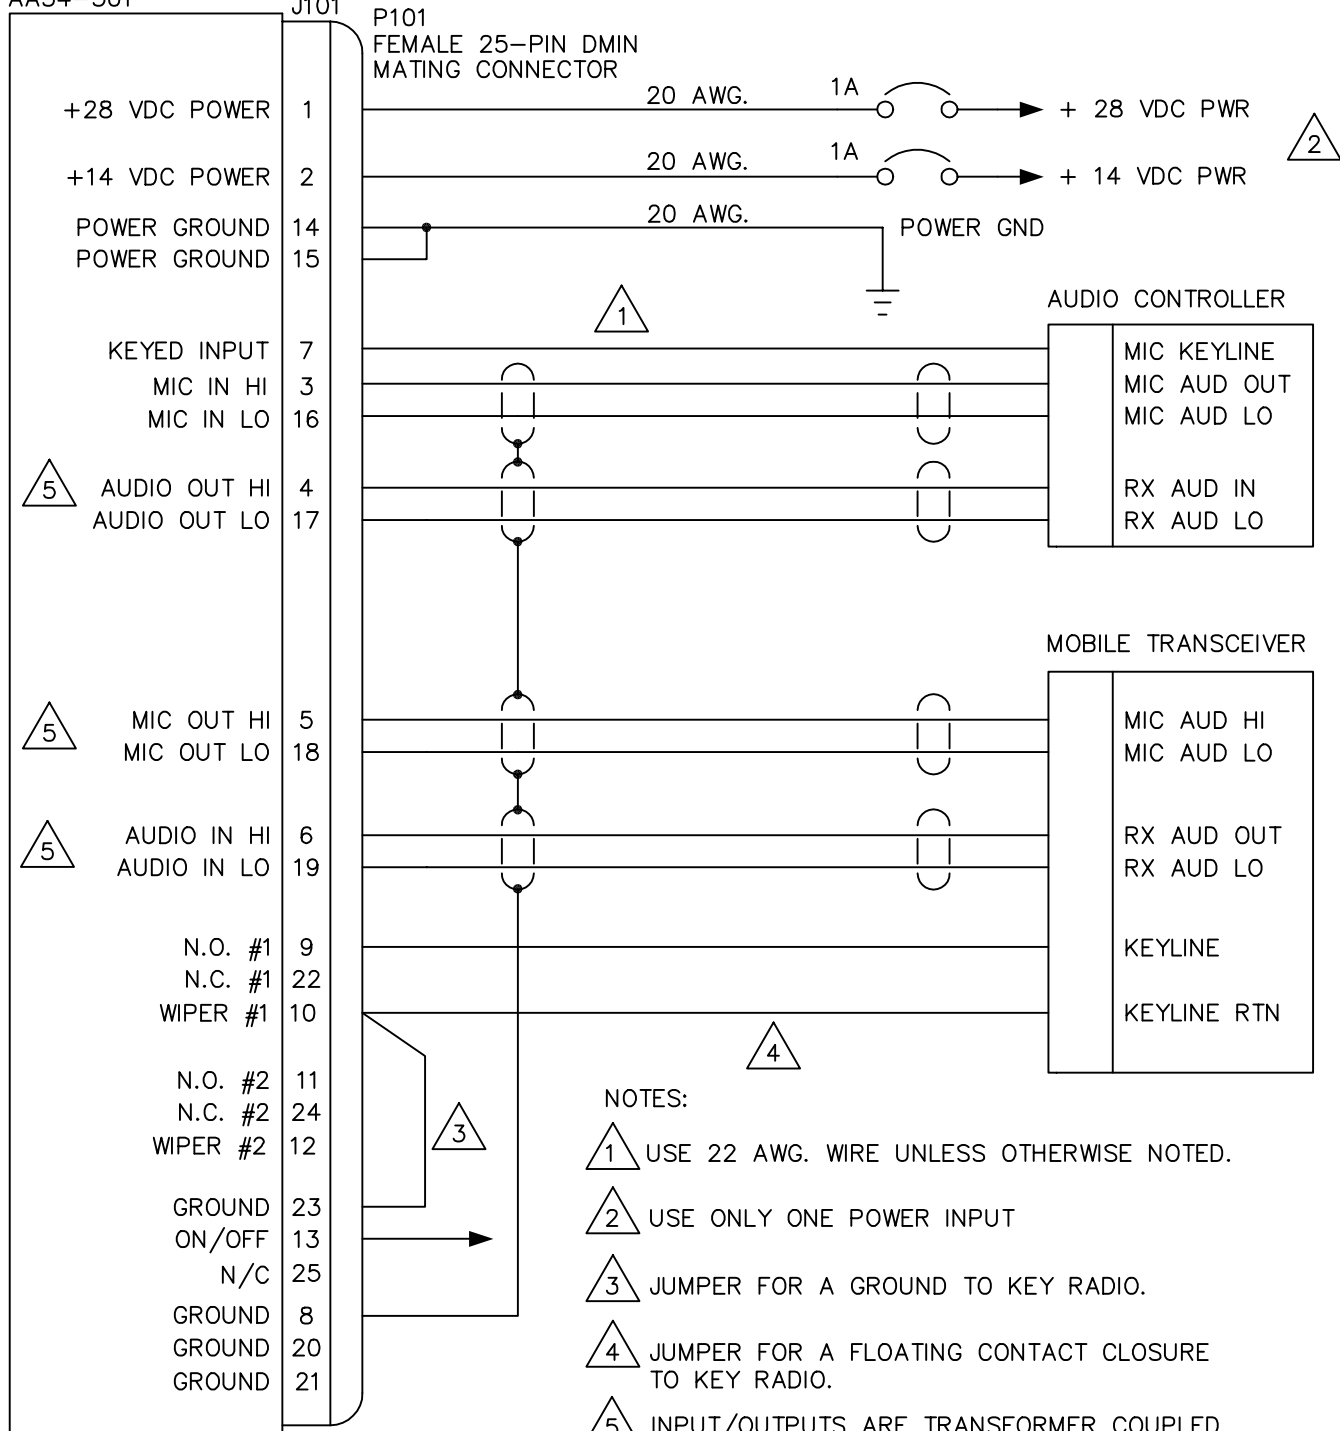 J101
P101
FEMALE 25-PIN DMIN
MATING CONNECTOR
+28 VDC POWER 1 20 AWG. 1A + 28 VDC PWR
2
+14 VDC POWER 2 20 AWG. 1A + 14 VDC PWR
POWER GROUND 14 20 AWG. POWER GND
POWER GROUND 15
AUDIO CONTROLLER
1
KEYED INPUT 7 MIC KEYLINE
MIC IN HI 3 MIC AUD OUT
MIC IN LO 16 MIC AUD LO
5 AUDIO OUT HI 4 RX AUD IN
AUDIO OUT LO 17 RX AUD LO
MOBILE TRANSCEIVER
5 MIC OUT HI 5 MIC AUD HI
MIC OUT LO 18 MIC AUD LO
5 AUDIO IN HI 6 RX AUD OUT
AUDIO IN LO 19 RX AUD LO
N.O. #1 9 KEYLINE
N.C. #1 22
WIPER #1 10 KEYLINE RTN
4
N.O. #2 11
N.C. #2 24
WIPER #2 12
3
GROUND 23
ON/OFF 13
N/C 25
GROUND 8
GROUND 20
GROUND 21
NOTES:
1 USE 22 AWG. WIRE UNLESS OTHERWISE NOTED.
2 USE ONLY ONE POWER INPUT
3 JUMPER FOR A GROUND TO KEY RADIO.
4 JUMPER FOR A FLOATING CONTACT CLOSURE
TO KEY RADIO.
5 INPUT/OUTPUTS ARE TRANSFORMER COUPLED